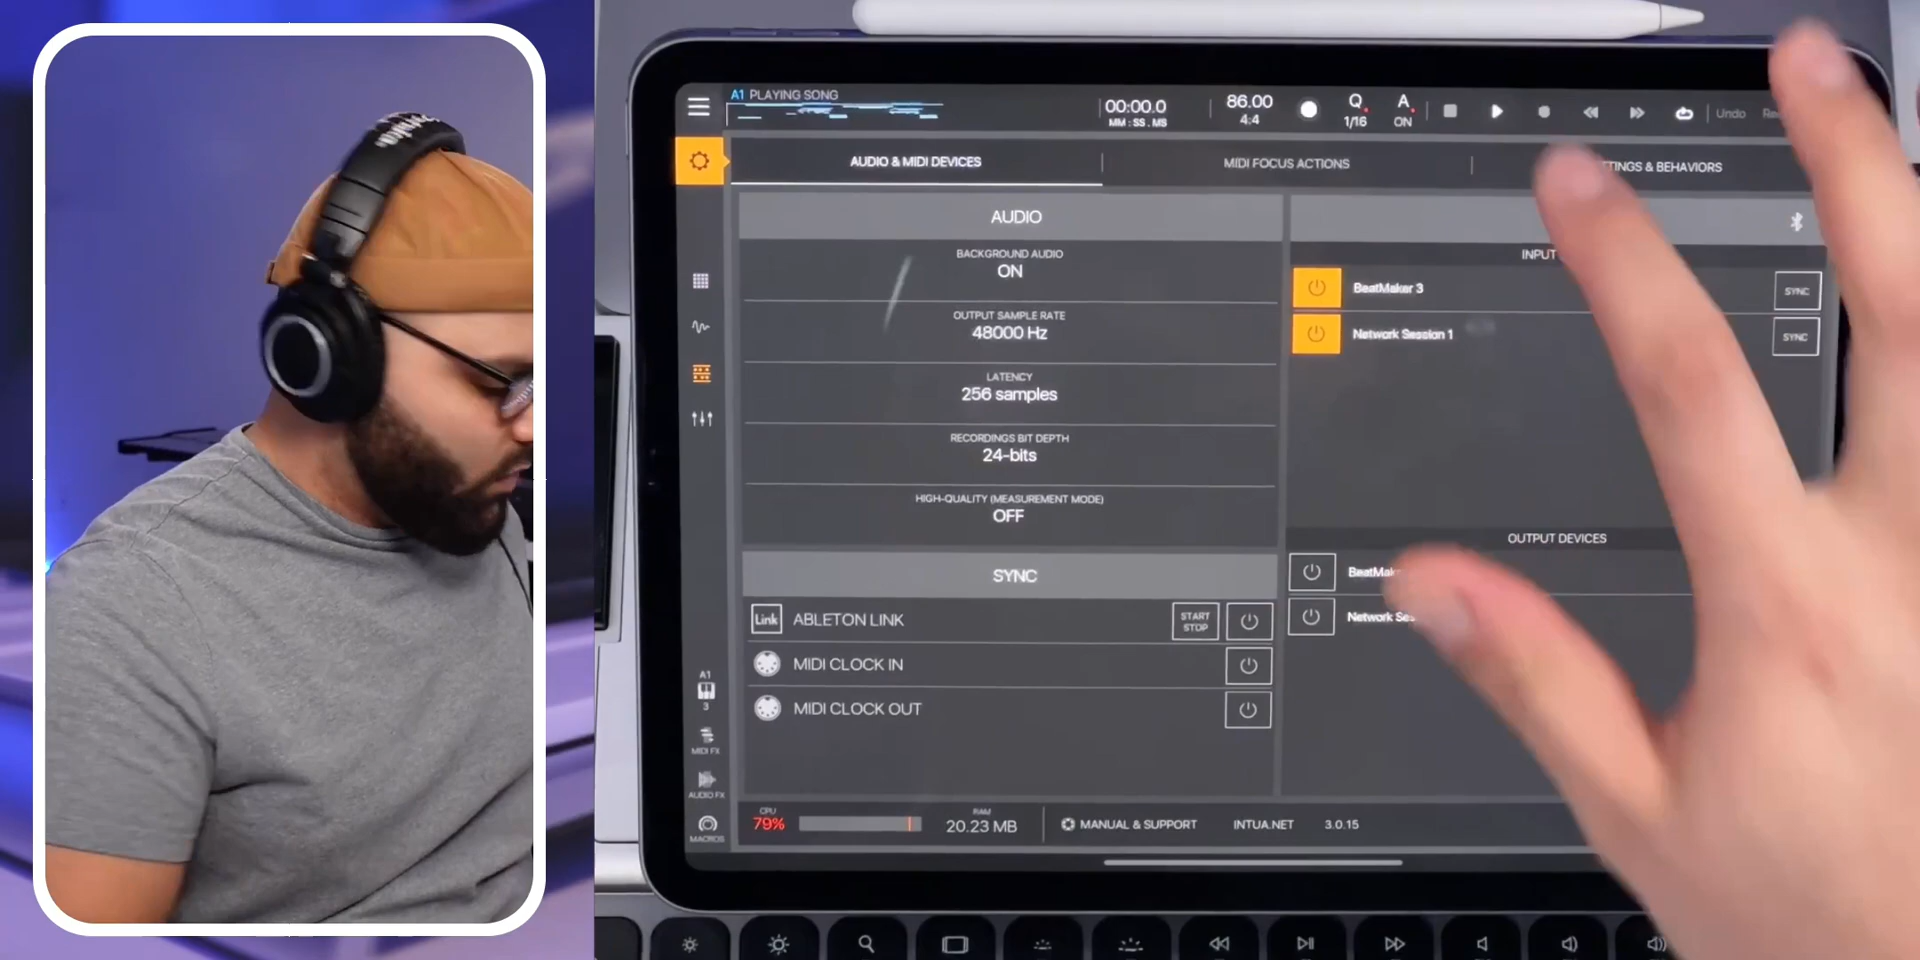 A1 PLAYING SONG
00:00.0
MM : SS . MS
86.00
4:4
Q
1/16
A
ON
Undo
AUDIO & MIDI DEVICES
MIDI FOCUS ACTIONS
TINGS & BEHAVIORS
AUDIO
BACKGROUND AUDIO
ON
OUTPUT SAMPLE RATE
48000 Hz
LATENCY
256 samples
RECORDINGS BIT DEPTH
24-bits
HIGH-QUALITY (MEASUREMENT MODE)
OFF
SYNC
Link ABLETON LINK
START
STOP
MIDI CLOCK IN
MIDI CLOCK OUT
INPUT
BeatMaker 3
SYNC
Network Session 1
SYNC
OUTPUT DEVICES
BeatMak
Network Ses
A1
3
MIDI FX
AUDIO FX
MACROS
CPU
79%
RAM
20.23 MB
MANUAL & SUPPORT
INTUA.NET
3.0.15